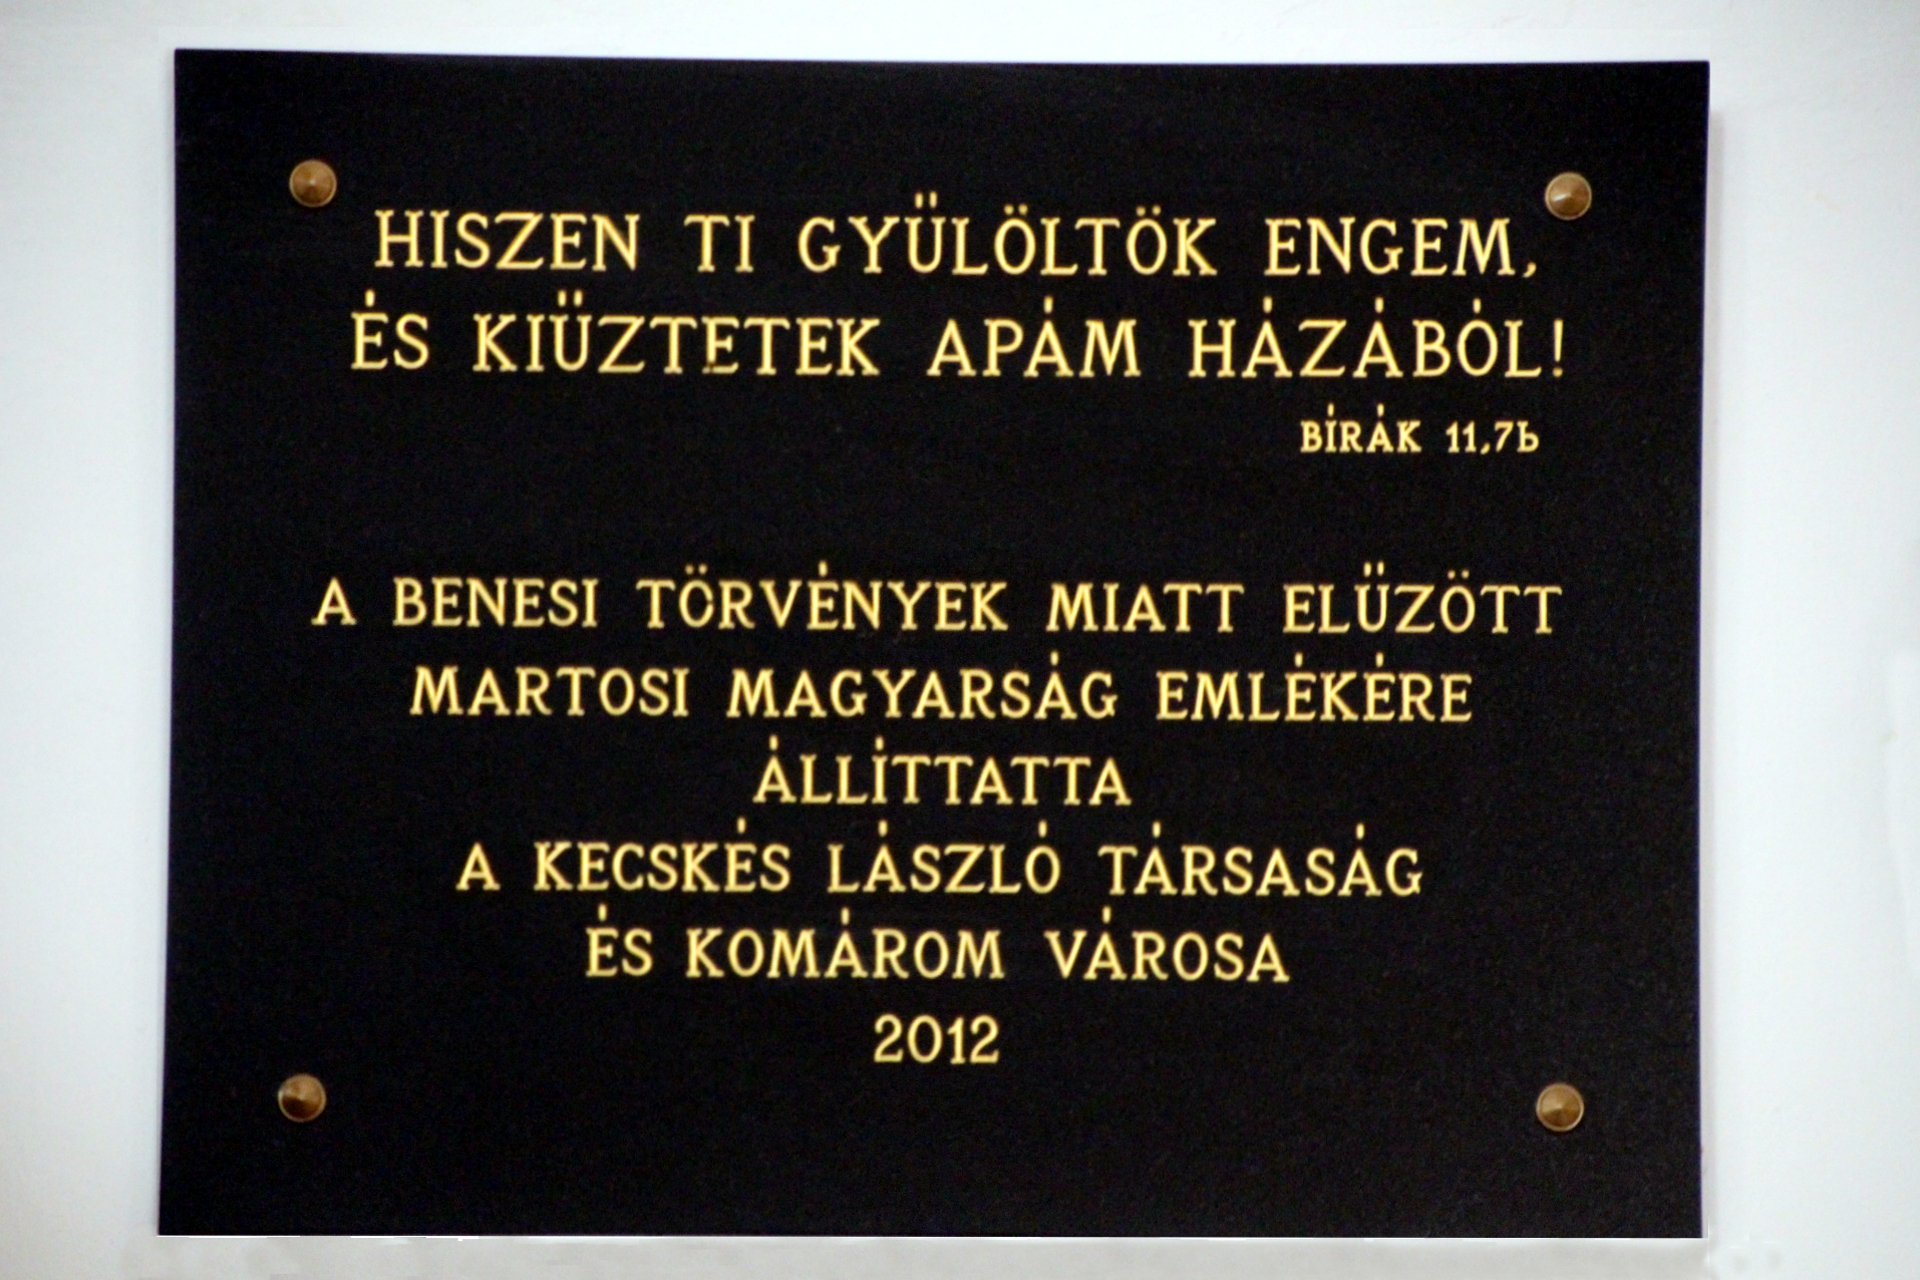 HISZEN TI GYŰLÖLTÖK ENGEM,
ÉS KIŰZTETEK APÁM HÁZÁBÓL!
BÍRÁK 11,7b
A BENESI TÖRVÉNYEK MIATT ELŰZÖTT
MARTOSI MAGYARSÁG EMLÉKÉRE
ÁLLÍTTATTA
A KECSKÉS LÁSZLÓ TÁRSASÁG
ÉS KOMÁROM VÁROSA
2012